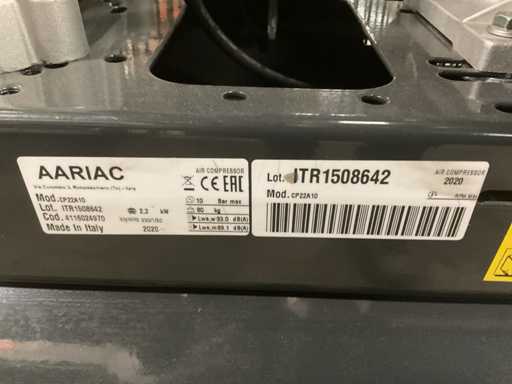 AARIAC
AIR COMPRESSOR
Mod. CP22A10
Lot. ITR1508642
Cod. 4116024970
Made In Italy
2020
2,2 kW
10 Bar max
80 kg
CE EAC
Lwa,w 93.0 dB(A)
Lwa,m 89.1 dB(A)
Lot. ITR1508642
Mod. CP22A10
AIR COMPRESSOR
2020